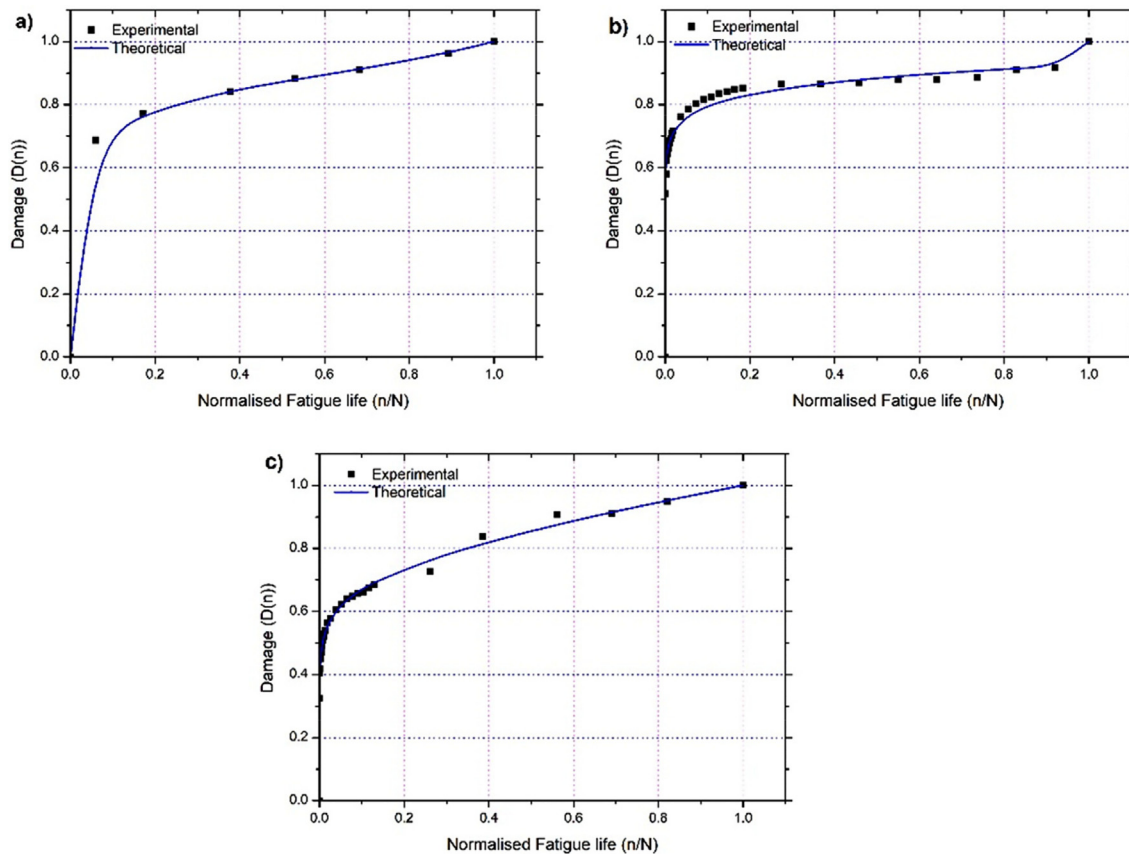 a)
Experimental
Theoretical
1.0
0.8
0.6
0.4
0.2
0.0
Damage (D(n))
0.0 0.2 0.4 0.6 0.8 1.0
Normalised Fatigue life (n/N)
b)
Experimental
Theoretical
1.0
0.8
0.6
0.4
0.2
0.0
Damage (D(n))
0.0 0.2 0.4 0.6 0.8 1.0
Normalised Fatigue life (n/N)
c)
Experimental
Theoretical
1.0
0.8
0.6
0.4
0.2
0.0
Damage (D(n))
0.0 0.2 0.4 0.6 0.8 1.0
Normalised Fatigue life (n/N)